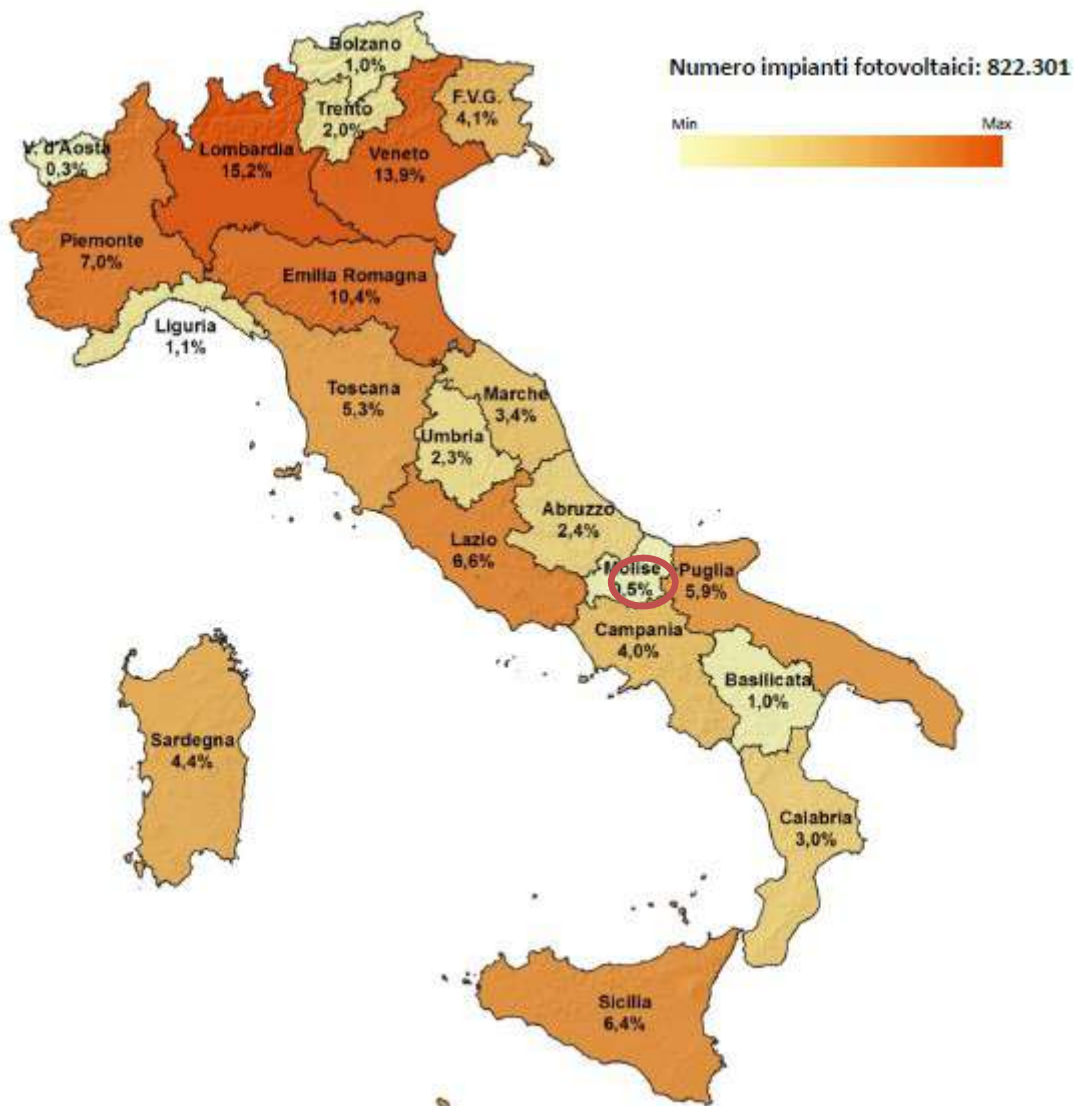 Numero impianti fotovoltaici: 822.301
Min
Max
Bolzano
1,0%
Trento
2,0%
F.V.G.
4,1%
V. d'Aosta
0,3%
Lombardia
15,2%
Veneto
13,9%
Piemonte
7,0%
Emilia Romagna
10,4%
Liguria
1,1%
Toscana
5,3%
Marche
3,4%
Umbria
2,3%
Abruzzo
2,4%
Lazio
6,6%
Molise
0,5%
Puglia
5,9%
Campania
4,0%
Basilicata
1,0%
Sardegna
4,4%
Calabria
3,0%
Sicilia
6,4%